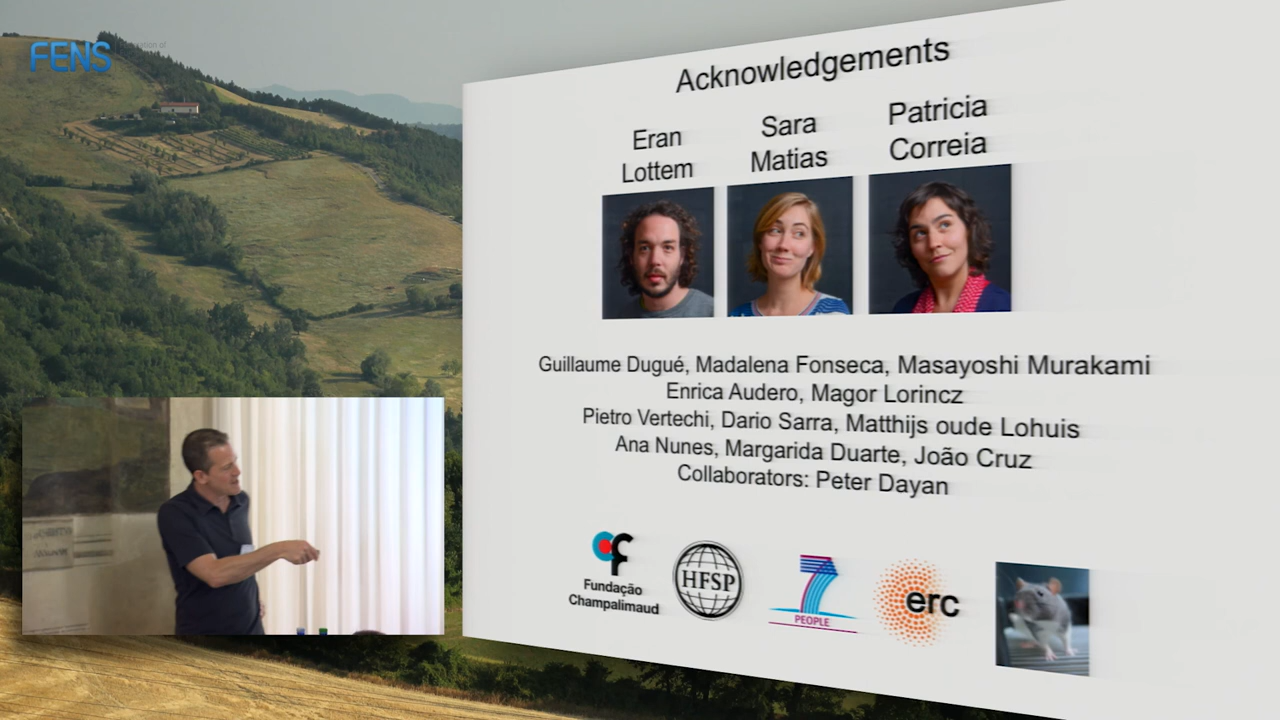 FENS
Acknowledgements
Eran
Lottem
Sara
Matias
Patricia
Correia
Guillaume Dugué, Madalena Fonseca, Masayoshi Murakami
Enrica Audero, Magor Lorincz
Pietro Vertechi, Dario Sarra, Matthijs oude Lohuis
Ana Nunes, Margarida Duarte, João Cruz
Collaborators: Peter Dayan
Fundação
Champalimaud
HFSP
7
PEOPLE
erc